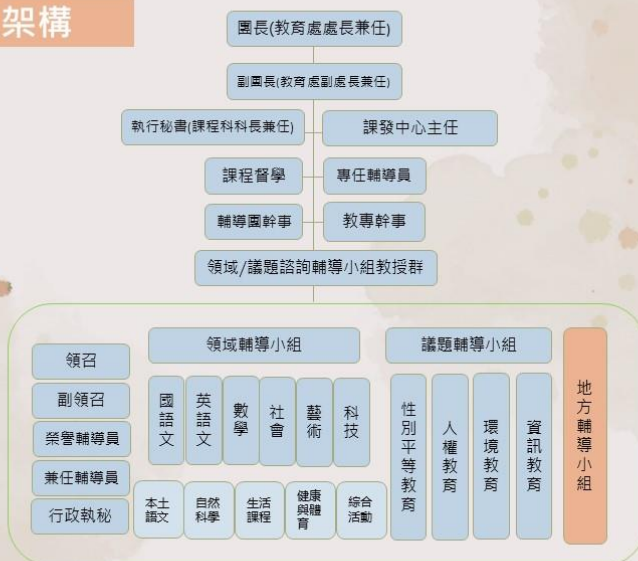 架構
團長(教育處處長兼任)
副團長(教育處副處長兼任)
執行秘書(課程科科長兼任)
課發中心主任
課程督學
專任輔導員
輔導團幹事
教專幹事
領域/議題諮詢輔導小組教授群
領召
副領召
榮譽輔導員
兼任輔導員
行政執秘
領域輔導小組
國語文
英語文
數學
社會
藝術
科技
本土
語文
自然
科學
生活
課程
健康
與體
育
綜合
活動
議題輔導小組
性別平等教育
人權教育
環境教育
資訊教育
地方輔導小組